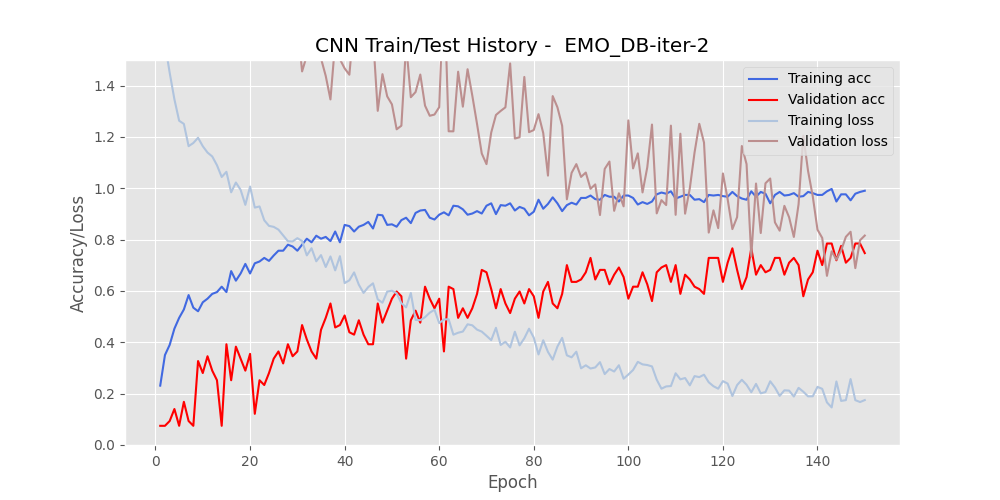 CNN Train/Test History -  EMO_DB-iter-2
Accuracy/Loss
1.4
1.2
1.0
0.8
0.6
0.4
0.2
0.0
Training acc
Validation acc
Training loss
Validation loss
0 20 40 60 80 100 120 140
Epoch